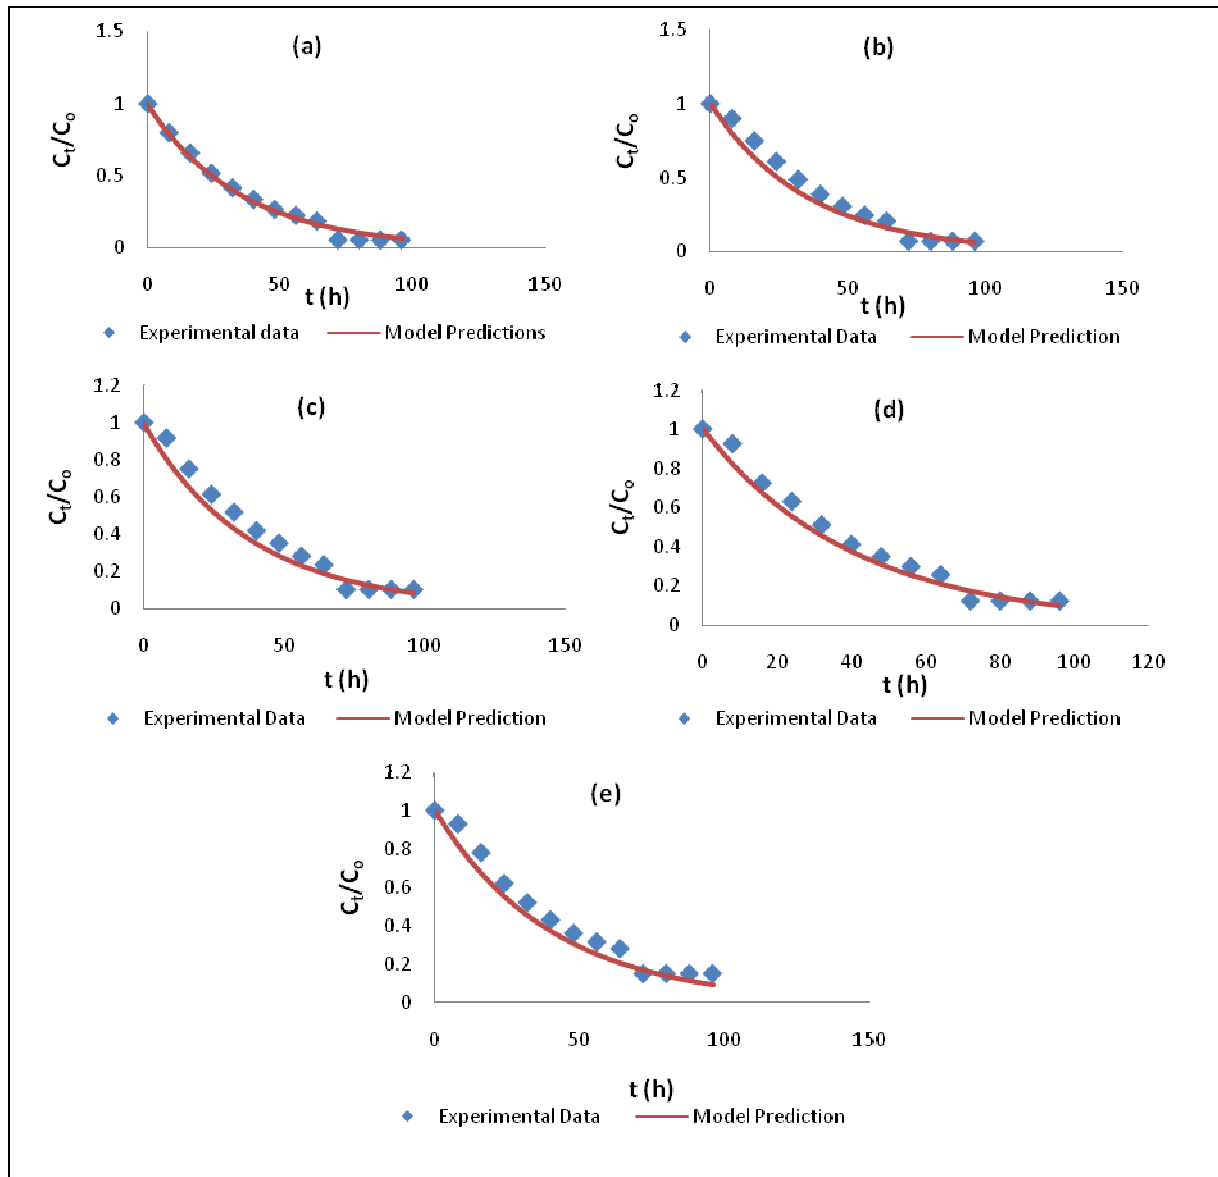 (a)
1.5
1
0.5
0
Cₜ/Cₒ
0 50 100 150
t (h)
Experimental data Model Predictions
(b)
1.5
1
0.5
0
Cₜ/Cₒ
0 50 100 150
t (h)
Experimental Data Model Prediction
(c)
1.2
1
0.8
0.6
0.4
0.2
0
Cₜ/Cₒ
0 50 100 150
t (h)
Experimental Data Model Prediction
(d)
1.2
1
0.8
0.6
0.4
0.2
0
Cₜ/Cₒ
0 20 40 60 80 100 120
t (h)
Experimental Data Model Prediction
(e)
1.2
1
0.8
0.6
0.4
0.2
0
Cₜ/Cₒ
0 50 100 150
t (h)
Experimental Data Model Prediction